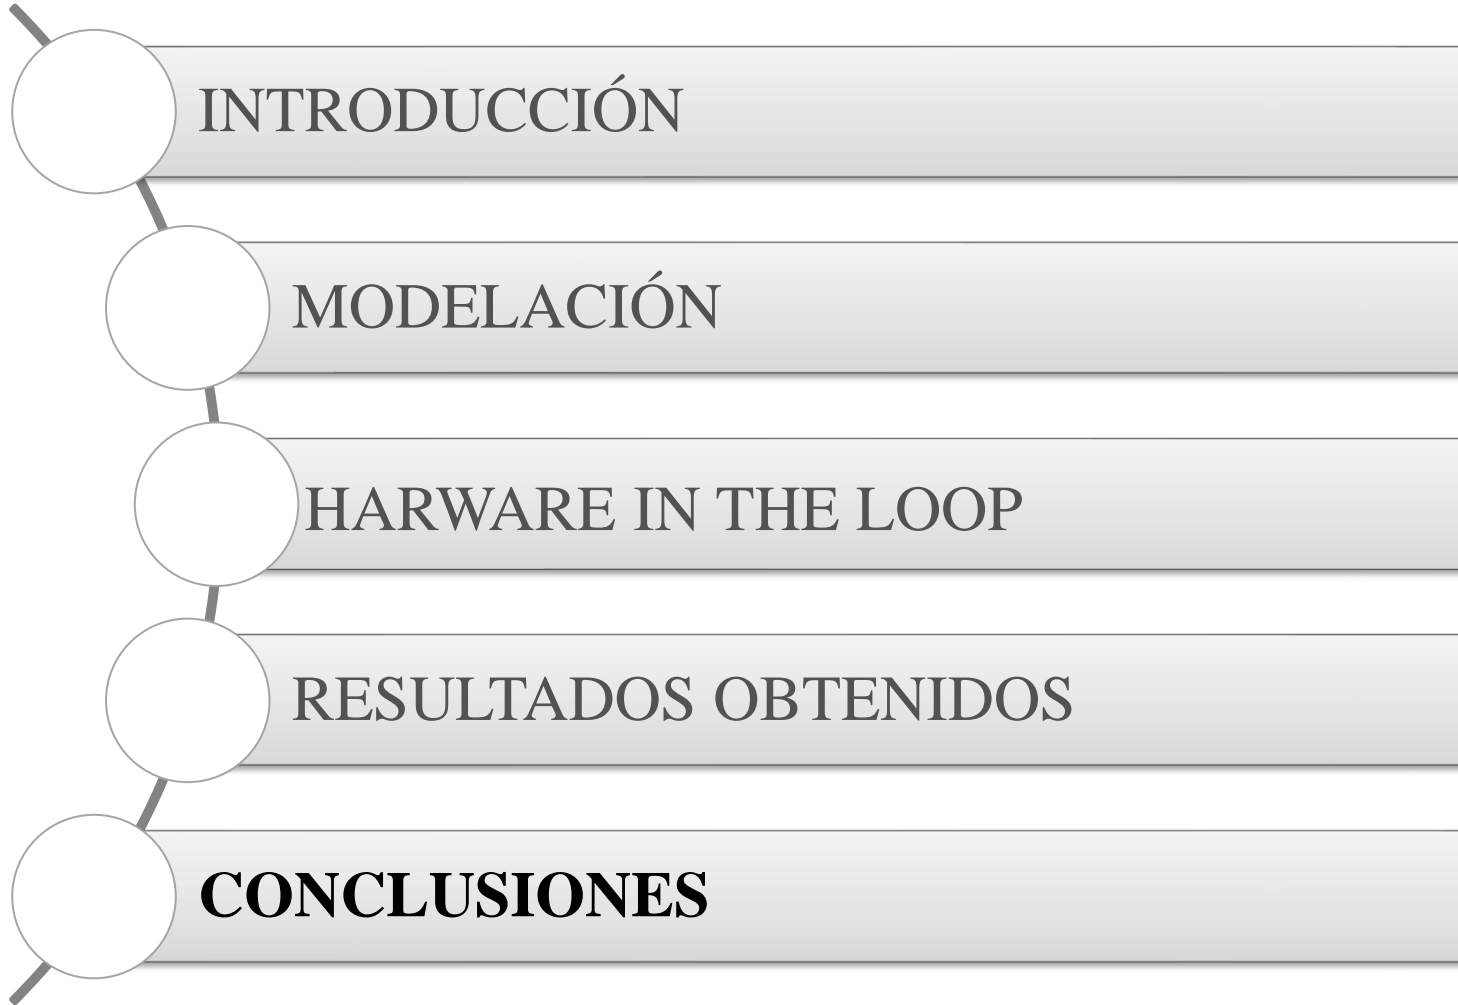 INTRODUCCIÓN
MODELACIÓN
HARWARE IN THE LOOP
RESULTADOS OBTENIDOS
CONCLUSIONES